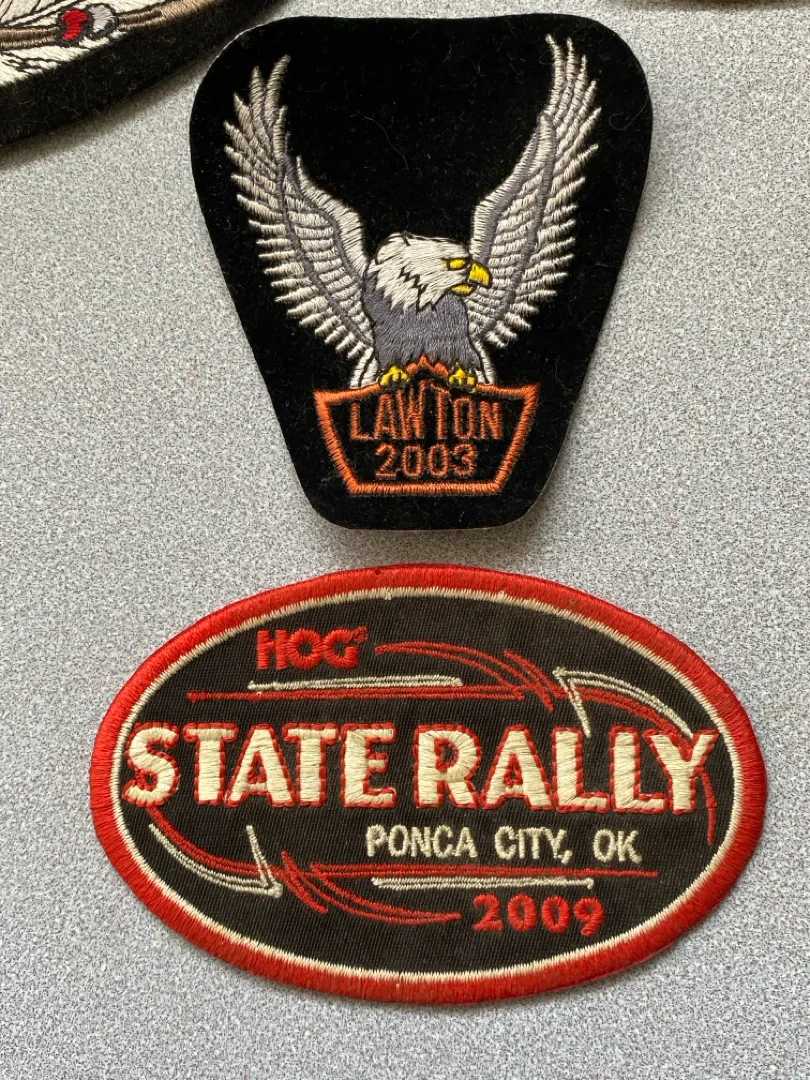 LAWTON
2003
HOG®
STATE RALLY
PONCA CITY, OK
2009